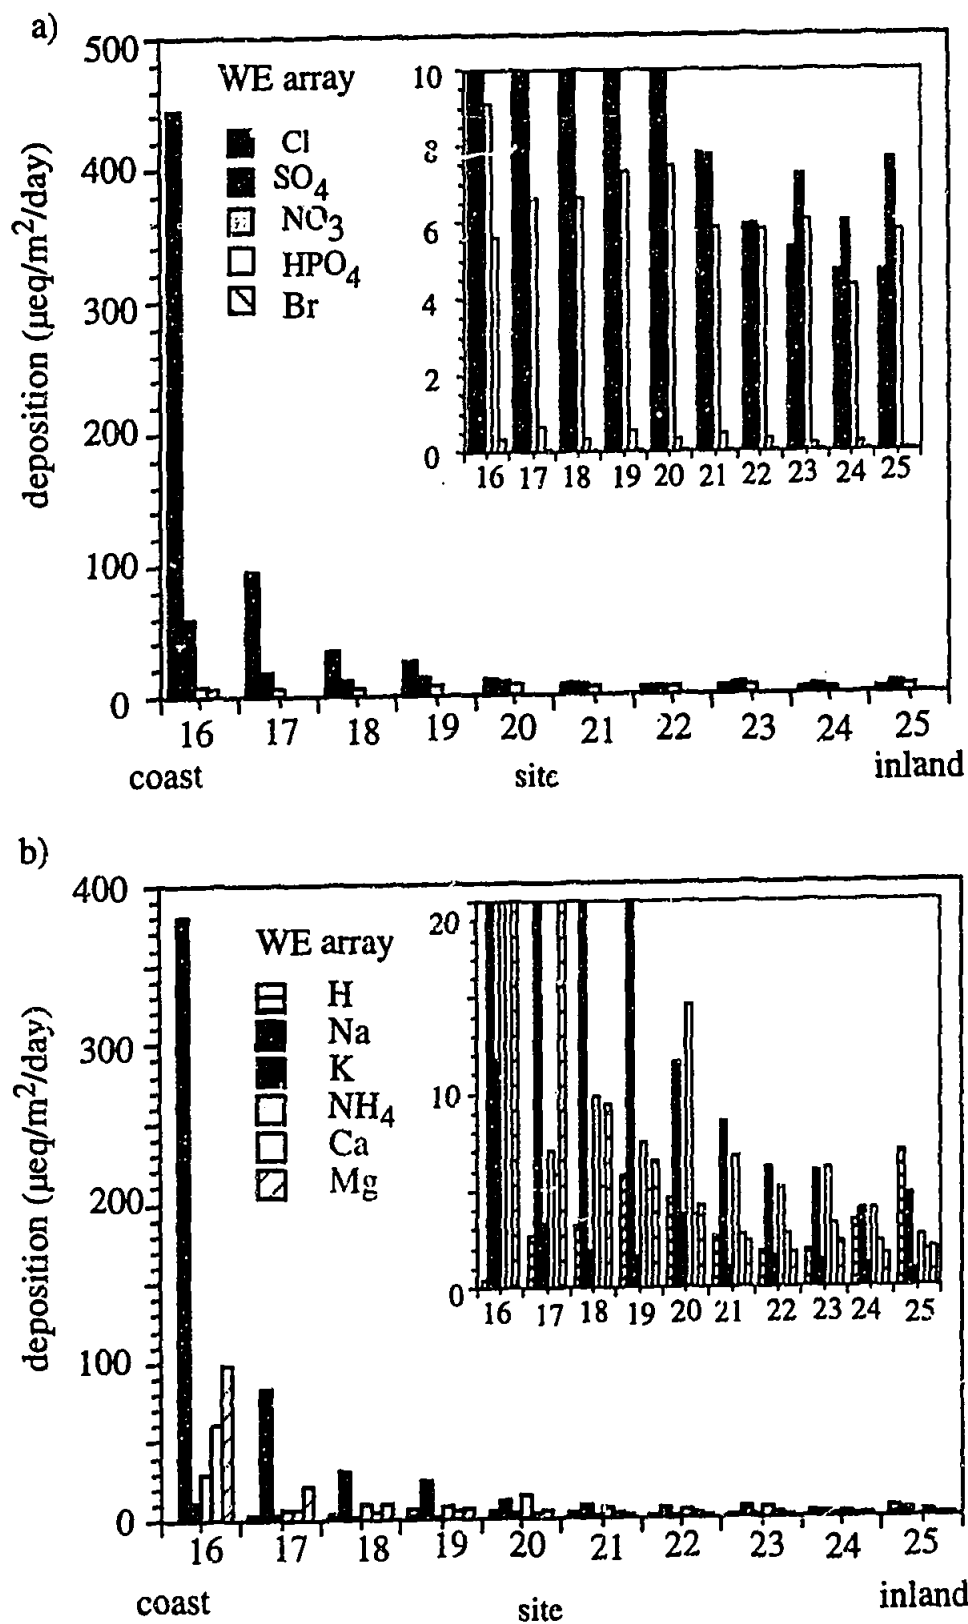 a)
500
400
300
200
100
0
deposition (μeq/m²/day)
WE array
Cl
SO₄
NO₃
HPO₄
Br
10
8
6
4
2
0
16 17 18 19 20 21 22 23 24 25
16 17 18 19 20 21 22 23 24 25
coast site inland
b)
400
300
200
100
0
deposition (μeq/m²/day)
WE array
H
Na
K
NH₄
Ca
Mg
20
10
0
16 17 18 19 20 21 22 23 24 25
16 17 18 19 20 21 22 23 24 25
coast site inland